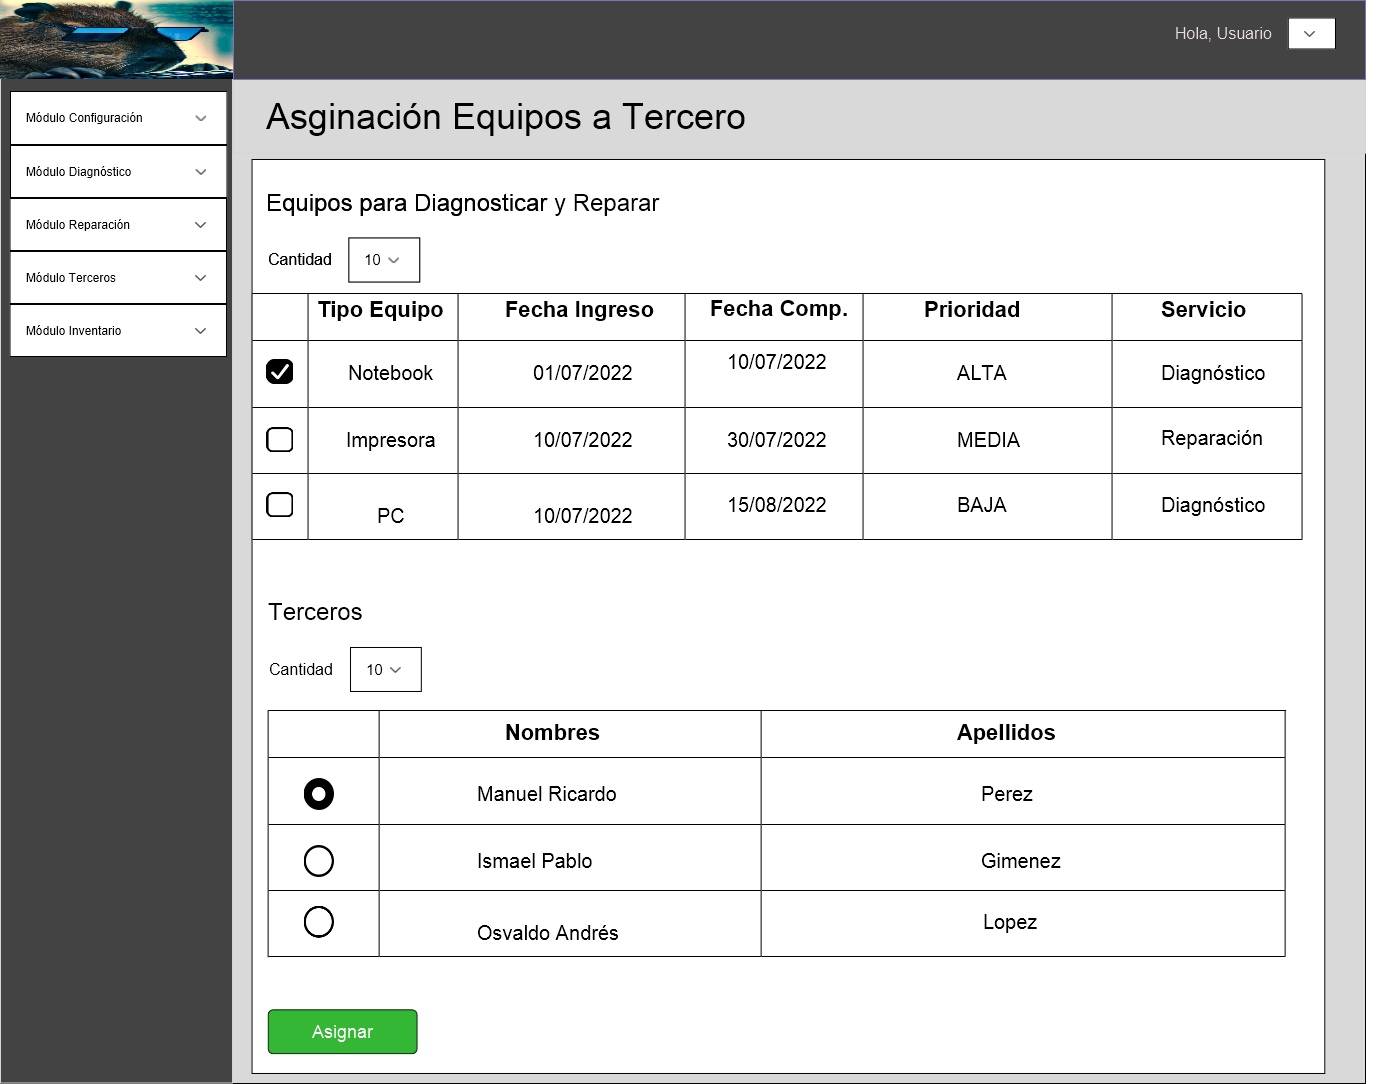 Hola, Usuario
Módulo Configuración
Módulo Diagnóstico
Módulo Reparación
Módulo Terceros
Módulo Inventario
Asginación Equipos a Tercero
Equipos para Diagnosticar y Reparar
Cantidad 10
Tipo Equipo Fecha Ingreso Fecha Comp. Prioridad Servicio
Notebook 01/07/2022 10/07/2022 ALTA Diagnóstico
Impresora 10/07/2022 30/07/2022 MEDIA Reparación
PC 10/07/2022 15/08/2022 BAJA Diagnóstico
Terceros
Cantidad 10
Nombres Apellidos
Manuel Ricardo Perez
Ismael Pablo Gimenez
Osvaldo Andrés Lopez
Asignar